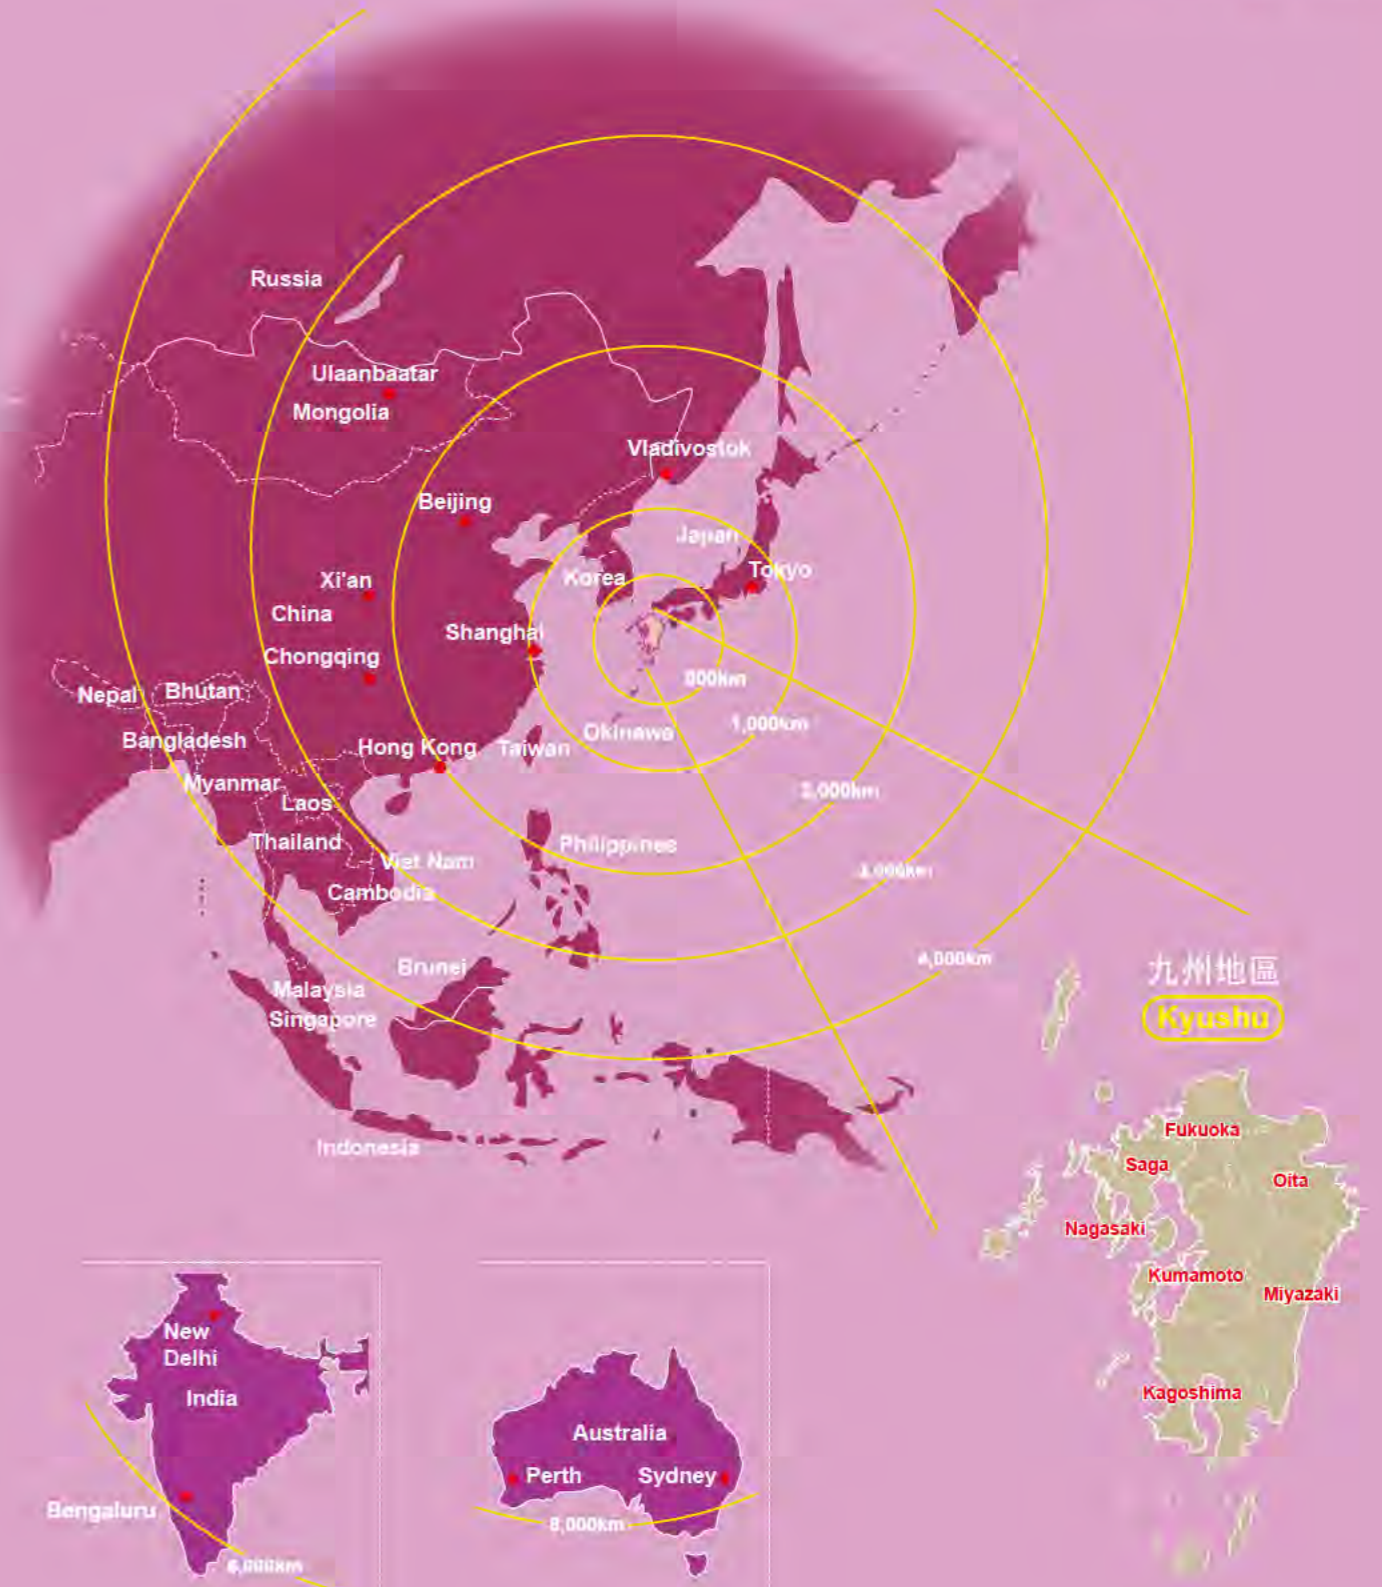 Russia
Ulaanbaatar
Mongolia
Vladivostok
Beijing
Japan
Tokyo
Korea
Xi'an
China
Shanghai
Chongqing
Nepal
Bhutan
Bangladesh
Hong Kong
Taiwan
Okinawa
1,000km
Myanmar
Laos
2,000km
Thailand
Philippines
Viet Nam
3,000km
Cambodia
4,000km
Brunei
Malaysia
Singapore
Indonesia
九州地區
Kyushu
Fukuoka
Saga
Oita
Nagasaki
Kumamoto
Miyazaki
Kagoshima
New
Delhi
India
Bengaluru
Australia
Perth
Sydney
8,000km